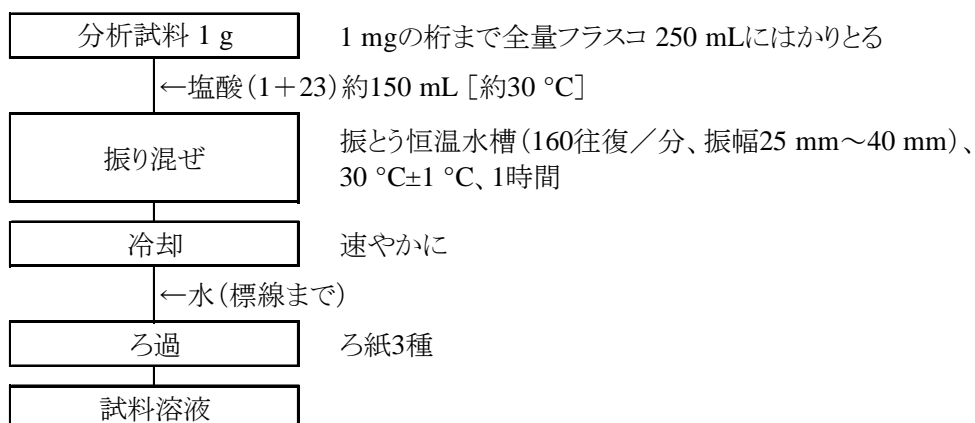 分析試料 1 g　1 mgの桁まで全量フラスコ 250 mLにはかりとる
←塩酸(1+23)約150 mL [約30 °C]
振り混ぜ　振とう恒温水槽(160往復/分、振幅25 mm～40 mm)、
30 °C±1 °C、1時間
冷却　速やかに
←水(標線まで)
ろ過　ろ紙3種
試料溶液